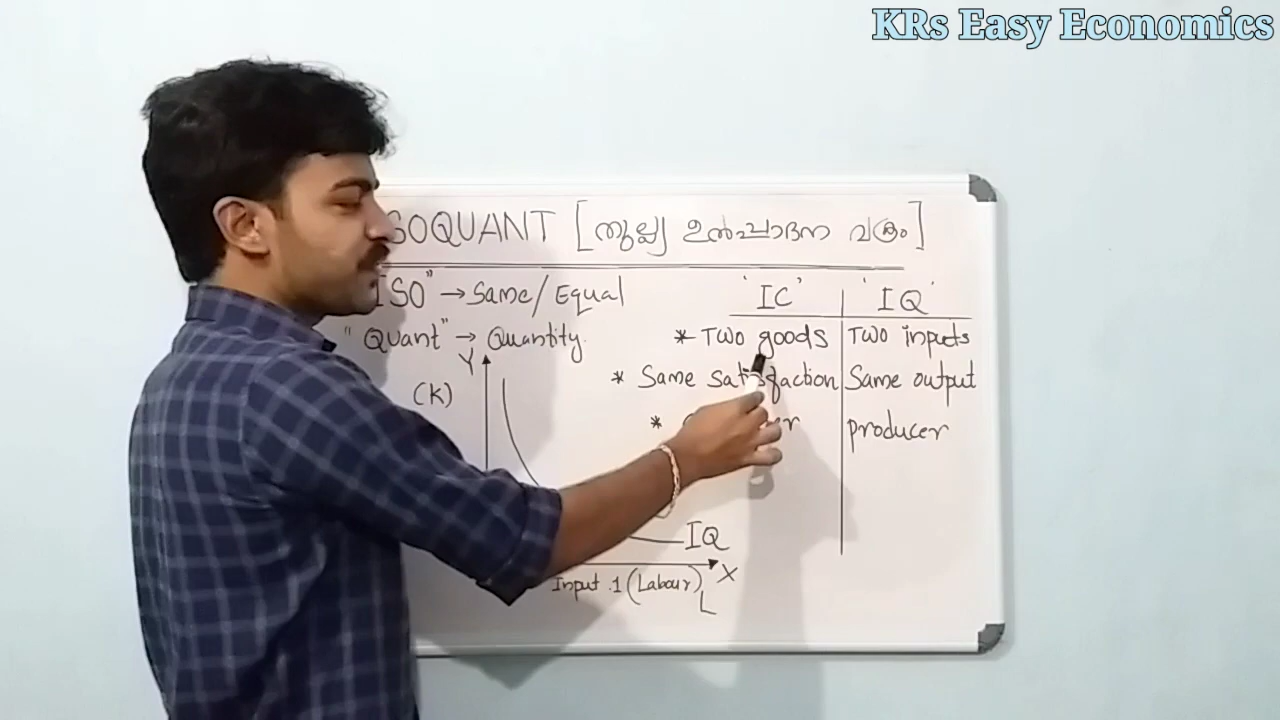 KRs Easy Economics
SOQUANT [തുല്യ ഉൽപ്പാദന വക്രം]
ISO" → Same/Equal
"Quant" → Quantity
'IC' 'IQ'
* Two goods Two inputs
* Same satisfaction Same output
* producer
Y
(K)
IQ
X
Input .1 (Labour)
L